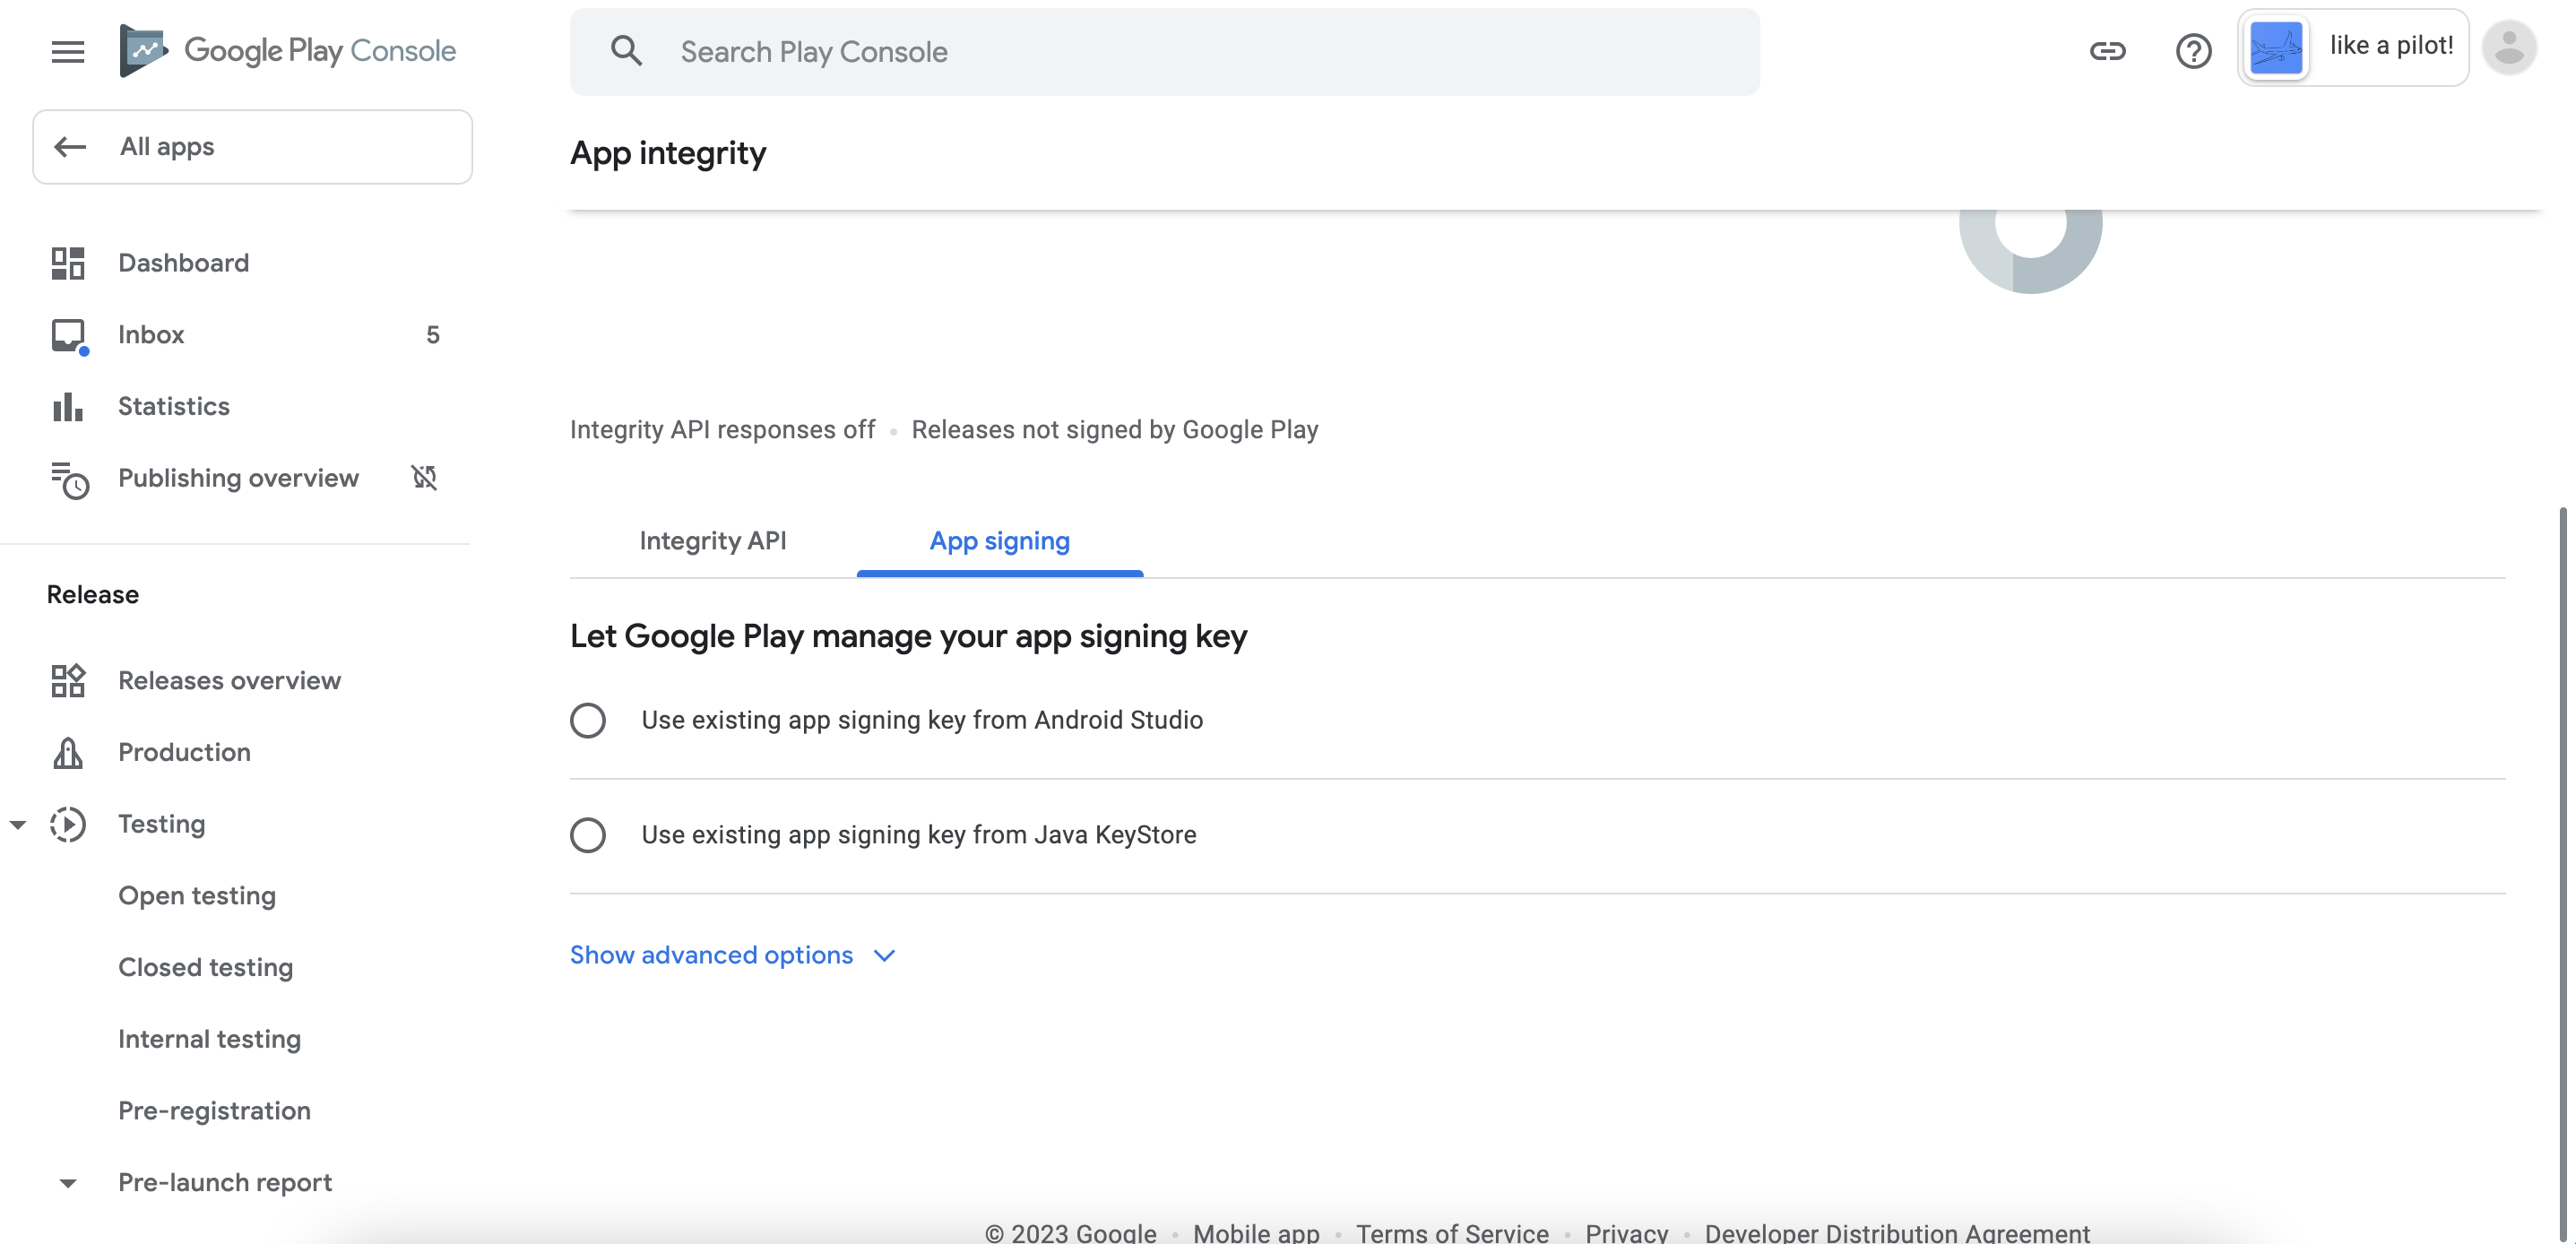 Google Play Console
Search Play Console
like a pilot!
All apps
App integrity
Dashboard
Inbox 5
Statistics
Publishing overview
Integrity API responses off • Releases not signed by Google Play
Integrity API
App signing
Release
Let Google Play manage your app signing key
Releases overview
Use existing app signing key from Android Studio
Production
Testing
Use existing app signing key from Java KeyStore
Open testing
Show advanced options
Closed testing
Internal testing
Pre-registration
Pre-launch report
© 2023 Google • Mobile app • Terms of Service • Privacy • Developer Distribution Agreement